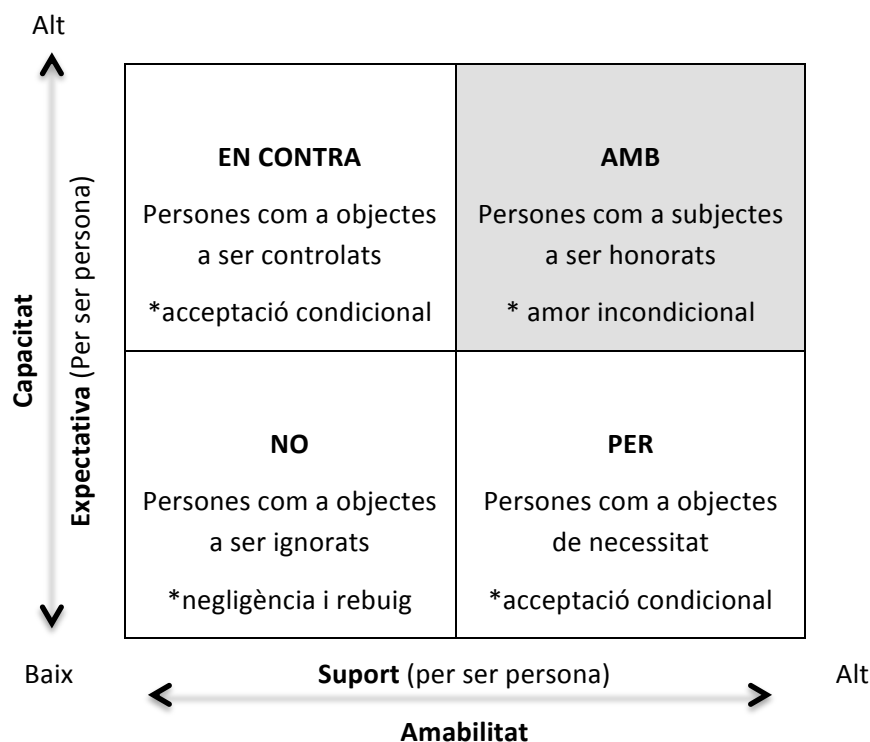 Alt
EN CONTRA
Persones com a objectes
a ser controlats
*acceptació condicional
AMB
Persones com a subjectes
a ser honorats
* amor incondicional
Capacitat
Expectativa (Per ser persona)
NO
Persones com a objectes
a ser ignorats
*negligència i rebuig
PER
Persones com a objectes
de necessitat
*acceptació condicional
Baix
Suport (per ser persona)
Alt
Amabilitat